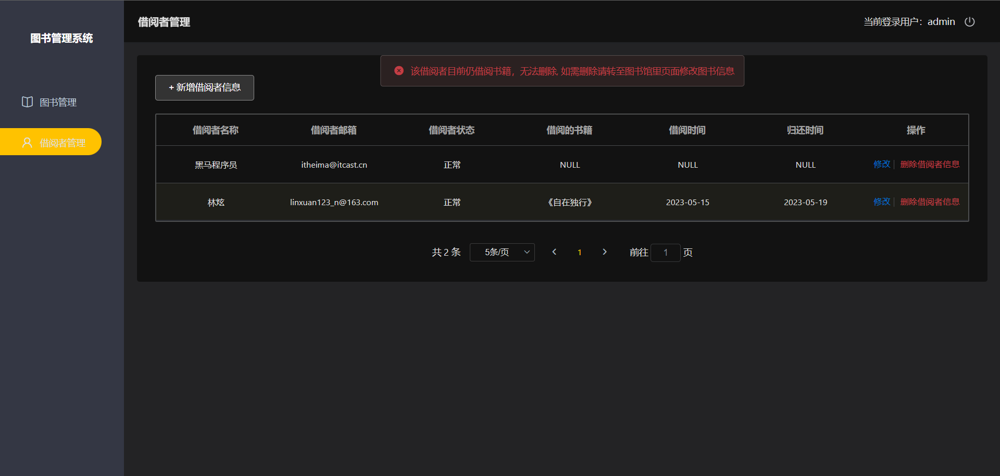 图书管理系统
图书管理
借阅者管理
借阅者管理
当前登录用户：admin
该借阅者目前仍借阅书籍，无法删除, 如需删除请转至图书馆里页面修改图书信息
+ 新增借阅者信息
借阅者名称 借阅者邮箱 借阅者状态 借阅的书籍 借阅时间 归还时间 操作
黑马程序员 itheima@itcast.cn 正常 NULL NULL NULL 修改 删除借阅者信息
林炫 linxuan123_n@163.com 正常 《自在独行》 2023-05-15 2023-05-19 修改 删除借阅者信息
共 2 条 5条/页 1 前往 1 页